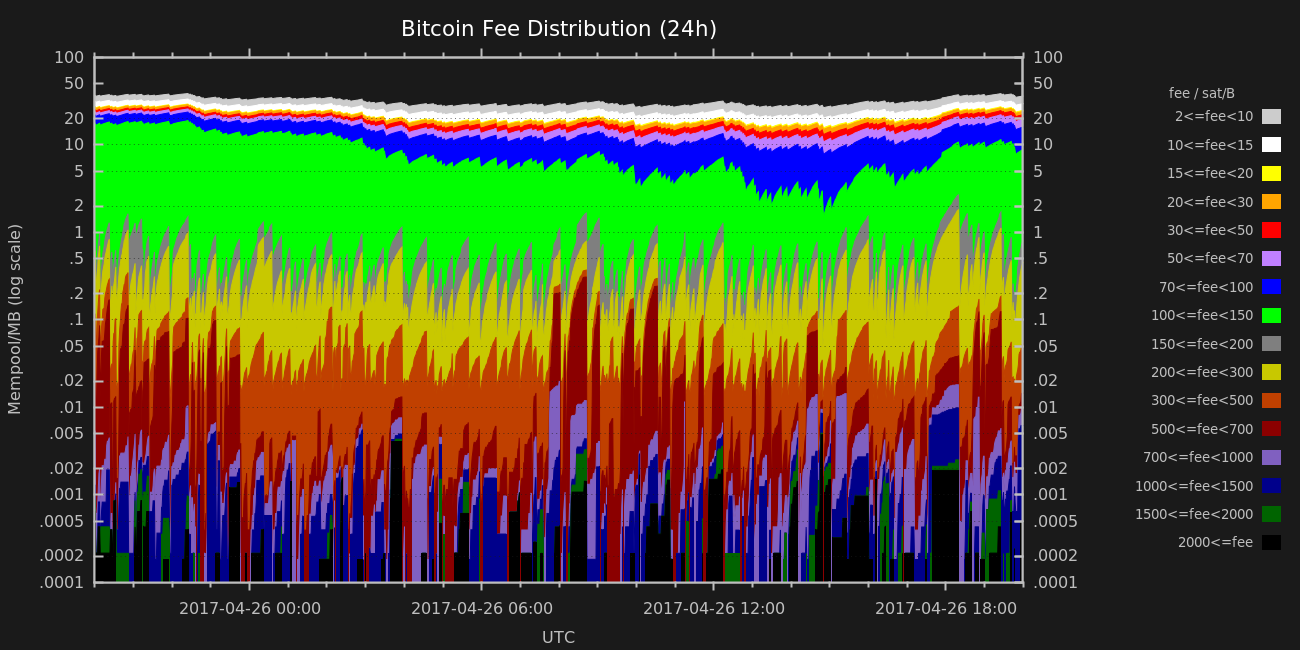 Bitcoin Fee Distribution (24h)
100
50
20
10
5
2
1
.5
.2
.1
.05
.02
.01
.005
.002
.001
.0005
.0002
.0001
Mempool/MB (log scale)
100
50
20
10
5
2
1
.5
.2
.1
.05
.02
.01
.005
.002
.001
.0005
.0002
.0001
2017-04-26 00:00
2017-04-26 06:00
2017-04-26 12:00
2017-04-26 18:00
UTC
fee / sat/B
2<=fee<10
10<=fee<15
15<=fee<20
20<=fee<30
30<=fee<50
50<=fee<70
70<=fee<100
100<=fee<150
150<=fee<200
200<=fee<300
300<=fee<500
500<=fee<700
700<=fee<1000
1000<=fee<1500
1500<=fee<2000
2000<=fee